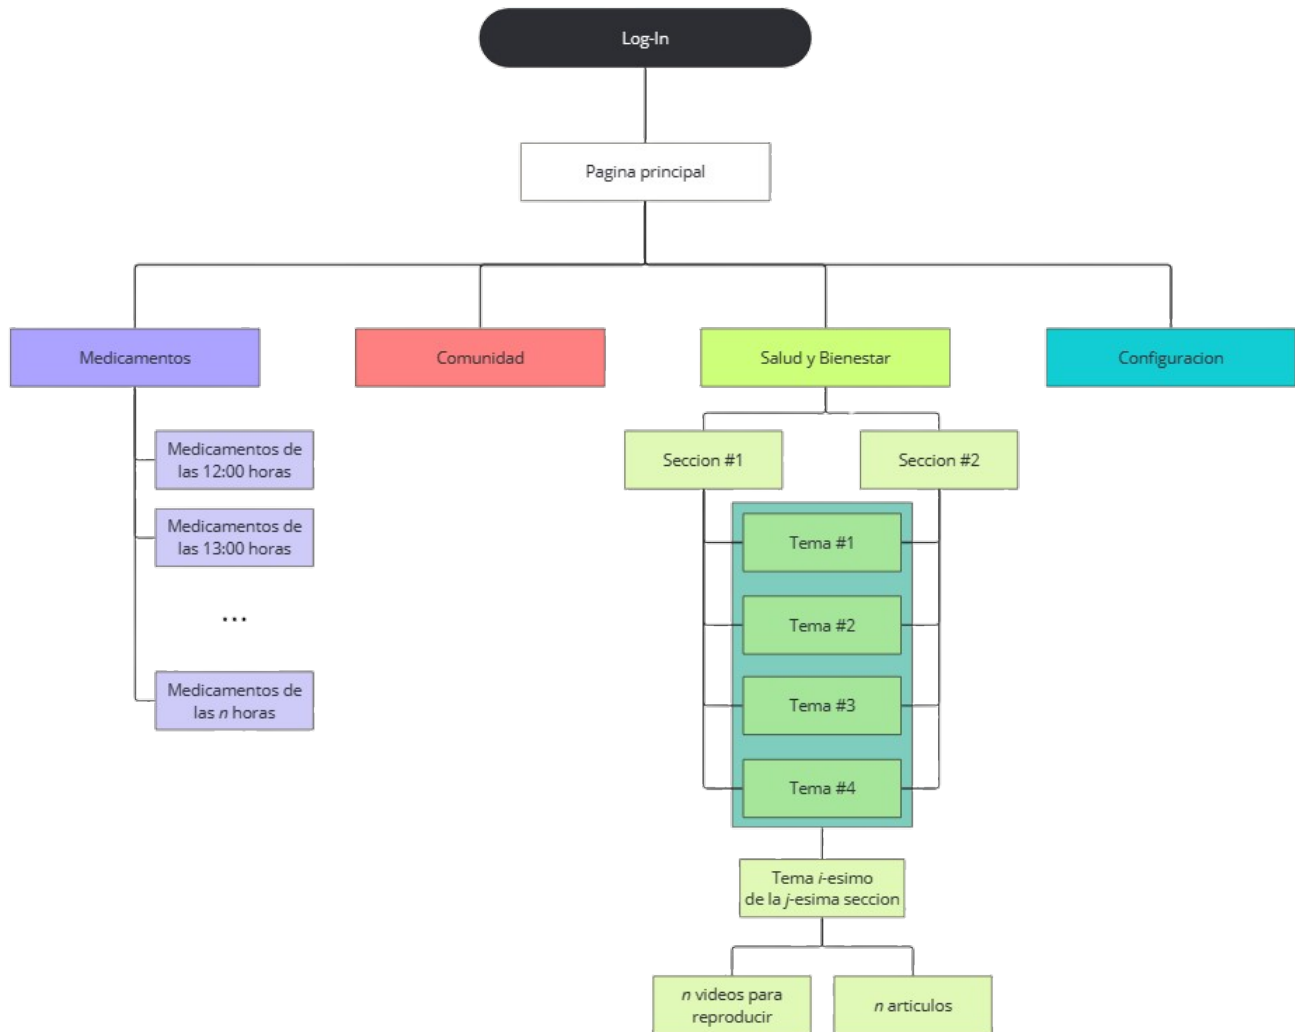 Log-In
Pagina principal
Medicamentos
Comunidad
Salud y Bienestar
Configuracion
Medicamentos de
las 12:00 horas
Medicamentos de
las 13:00 horas
...
Medicamentos de
las n horas
Seccion #1
Seccion #2
Tema #1
Tema #2
Tema #3
Tema #4
Tema i-esimo
de la j-esima seccion
n videos para
reproducir
n articulos